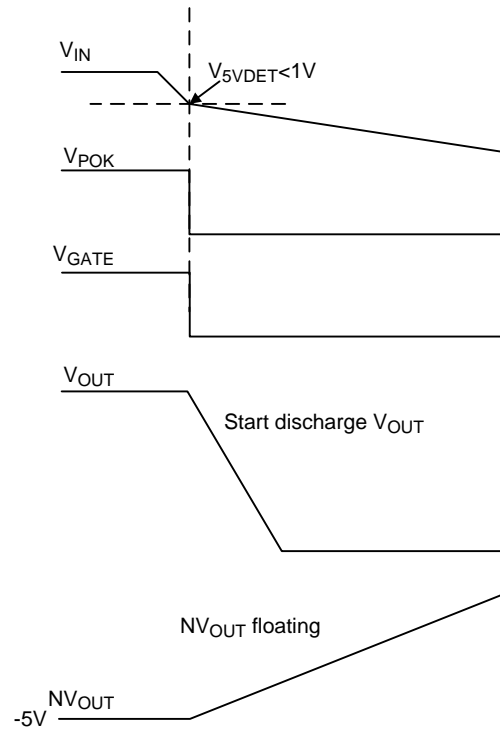 V_IN
V_5VDET<1V
V_POK
V_GATE
V_OUT
Start discharge V_OUT
NV_OUT floating
NV_OUT
-5V